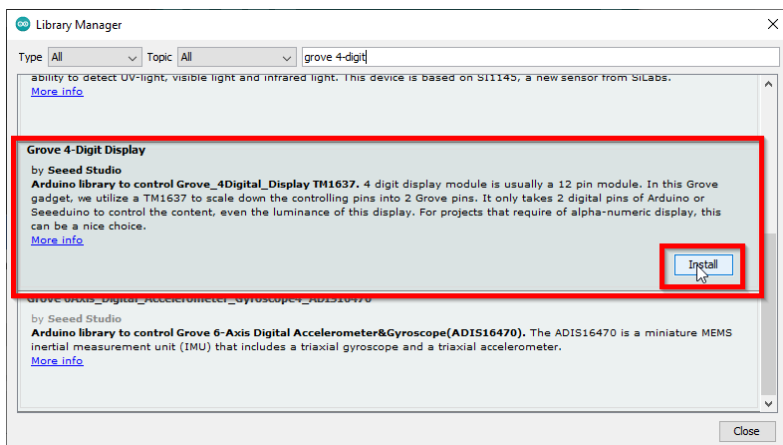 Library Manager
Type All Topic All grove 4-digit
ability to detect UV-light, visible light and infrared light. This device is based on SI1145, a new sensor from SiLabs.
More info
Grove 4-Digit Display
by Seeed Studio
Arduino library to control Grove_4Digital_Display TM1637. 4 digit display module is usually a 12 pin module. In this Grove
gadget, we utilize a TM1637 to scale down the controlling pins into 2 Grove pins. It only takes 2 digital pins of Arduino or
Seeeduino to control the content, even the luminance of this display. For projects that require of alpha-numeric display, this
can be a nice choice.
More info
Install
Grove 6Axis_Digital_Accelerometer_Gyroscope4_ADIS16470
by Seeed Studio
Arduino library to control Grove 6-Axis Digital Accelerometer&Gyroscope(ADIS16470). The ADIS16470 is a miniature MEMS
inertial measurement unit (IMU) that includes a triaxial gyroscope and a triaxial accelerometer.
More info
Close